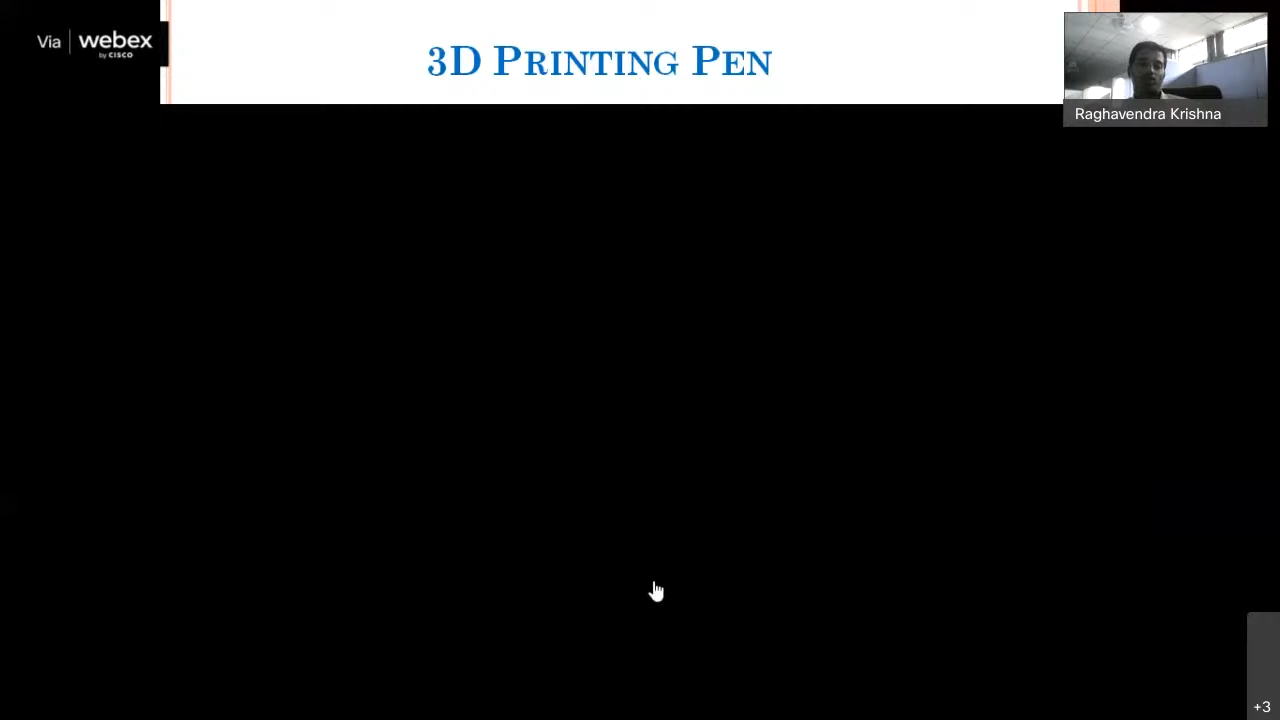 Via webex
by CISCO
3D PRINTING PEN
Raghavendra Krishna
+3